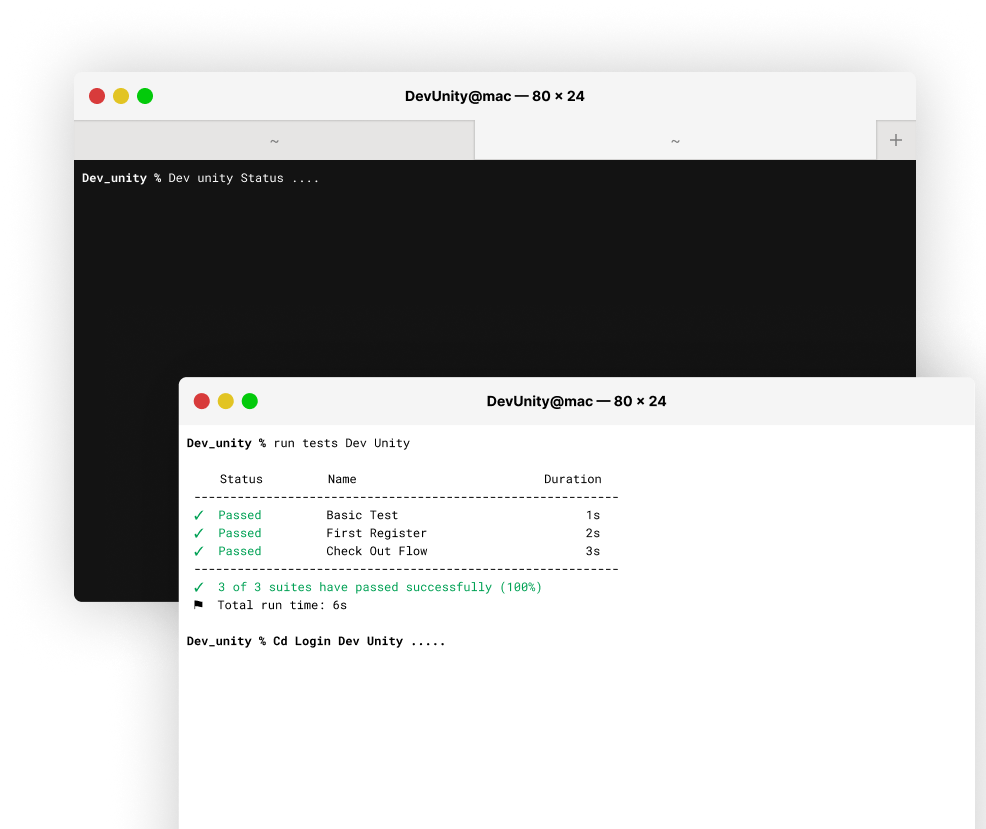 DevUnity@mac — 80 × 24
~ ~ +
Dev_unity % Dev unity Status ....
DevUnity@mac — 80 × 24
Dev_unity % run tests Dev Unity
Status Name Duration
-----------------------------------------------------------
✓ Passed Basic Test 1s
✓ Passed First Register 2s
✓ Passed Check Out Flow 3s
-----------------------------------------------------------
✓ 3 of 3 suites have passed successfully (100%)
⚑ Total run time: 6s
Dev_unity % Cd Login Dev Unity .....